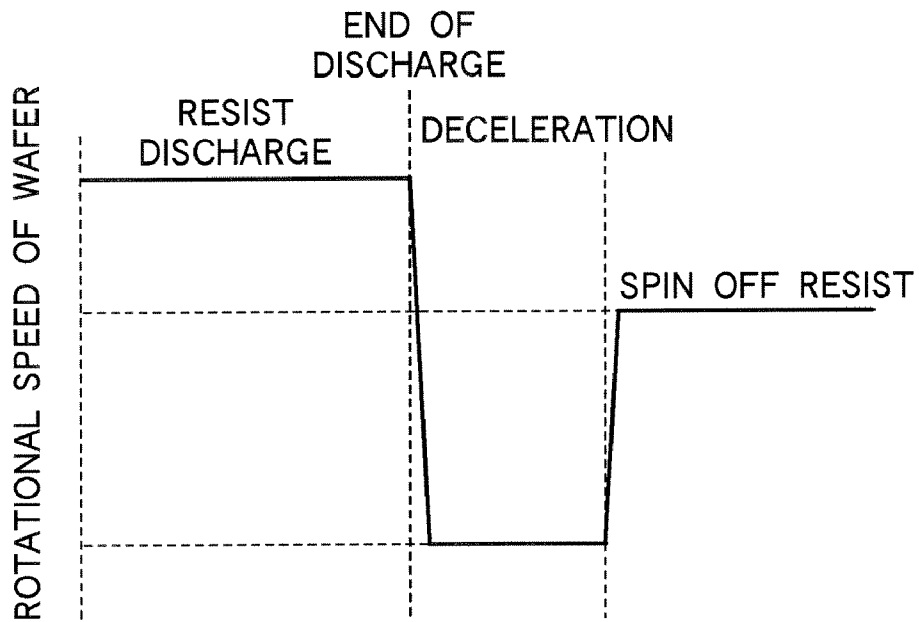 END OF
DISCHARGE
RESIST
DISCHARGE
DECELERATION
SPIN OFF RESIST
ROTATIONAL SPEED OF WAFER